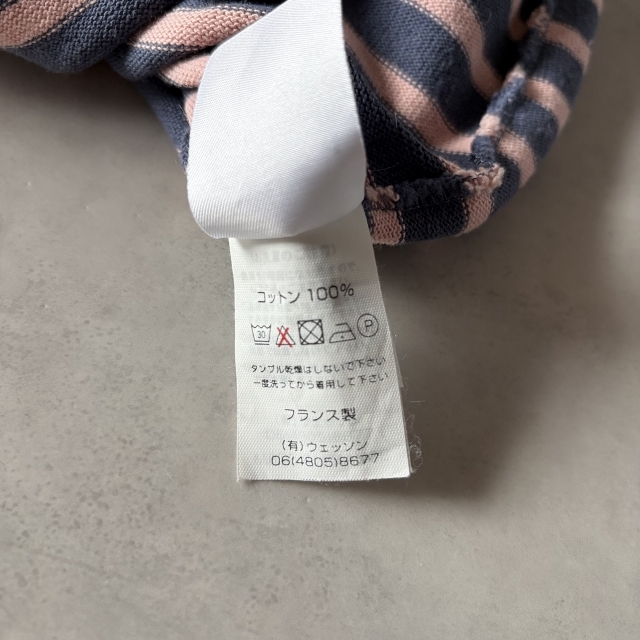 コットン 100%
30 P
タンブル乾燥はしないで下さい
一度洗ってから着用して下さい
フランス製
(有)ウェッソン
06(4805)8677